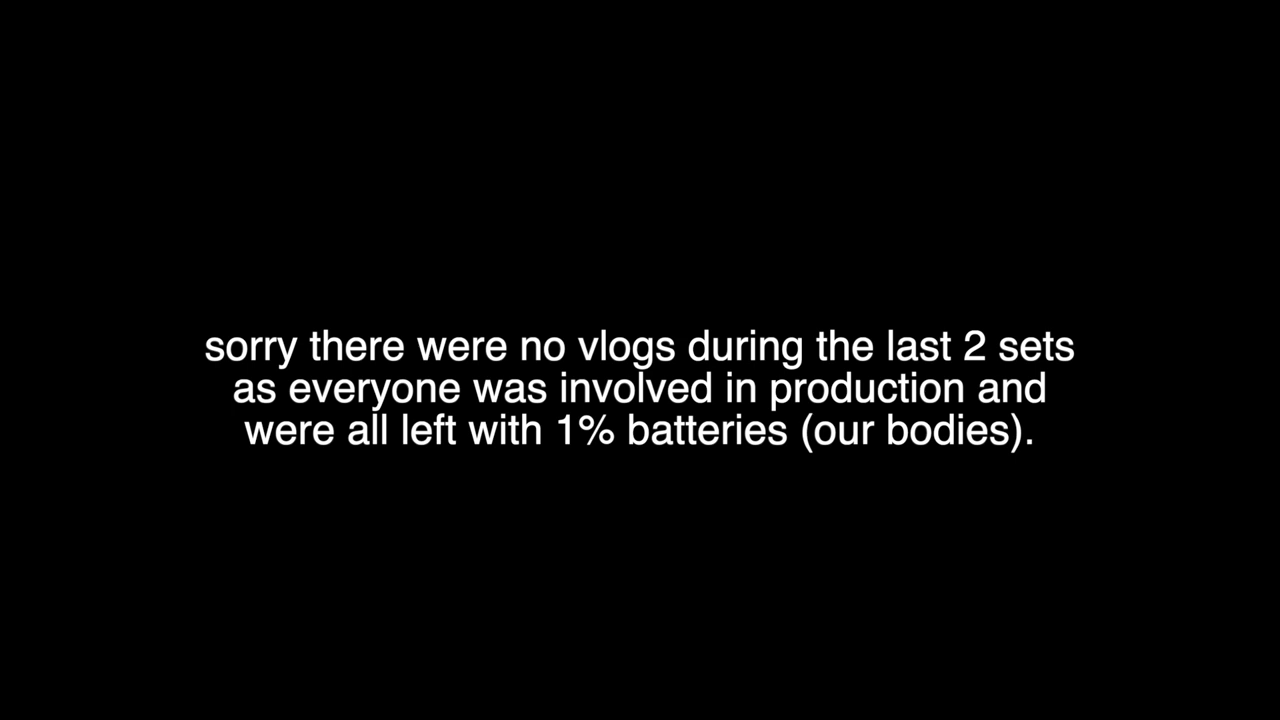 sorry there were no vlogs during the last 2 sets
as everyone was involved in production and
were all left with 1% batteries (our bodies).